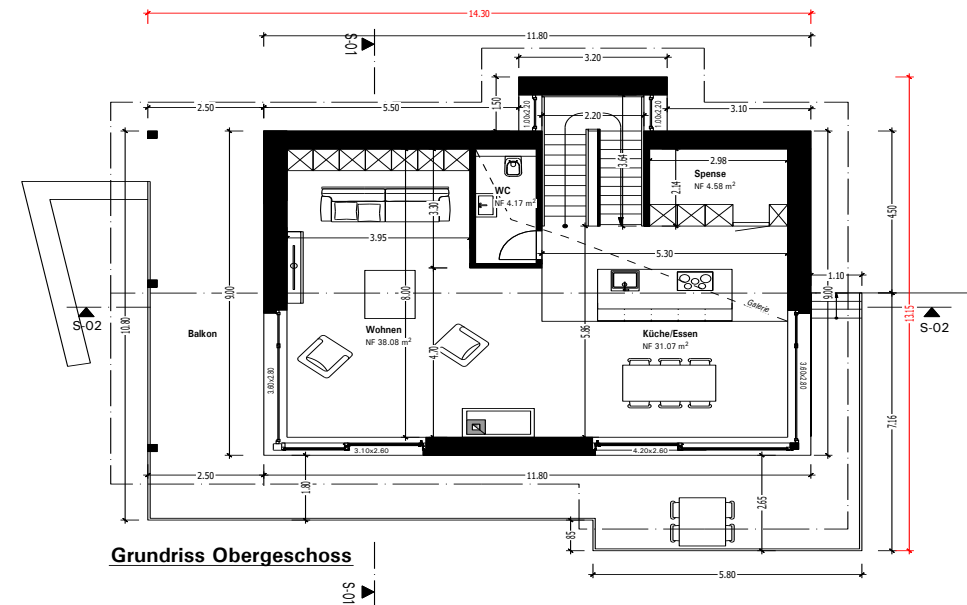 14.30
S-01
11.80
3.20
2.50
5.50
1.50
1.00x2.20
2.20
1.00x2.20
3.10
3.64
2.98
Spense
NF 4.58 m²
2.14
WC
NF 4.17 m²
3.30
3.95
5.30
4.50
1.10
9.00
10.80
9.00
8.00
13.15
S-02
S-02
Galerie
Balkon
Wohnen
NF 38.08 m²
5.86
Küche/Essen
NF 31.07 m²
4.70
3.60x2.80
3.60x2.80
7.16
3.10x2.60
4.20x2.60
2.50
11.80
1.80
2.65
85
Grundriss Obergeschoss
5.80
S-01